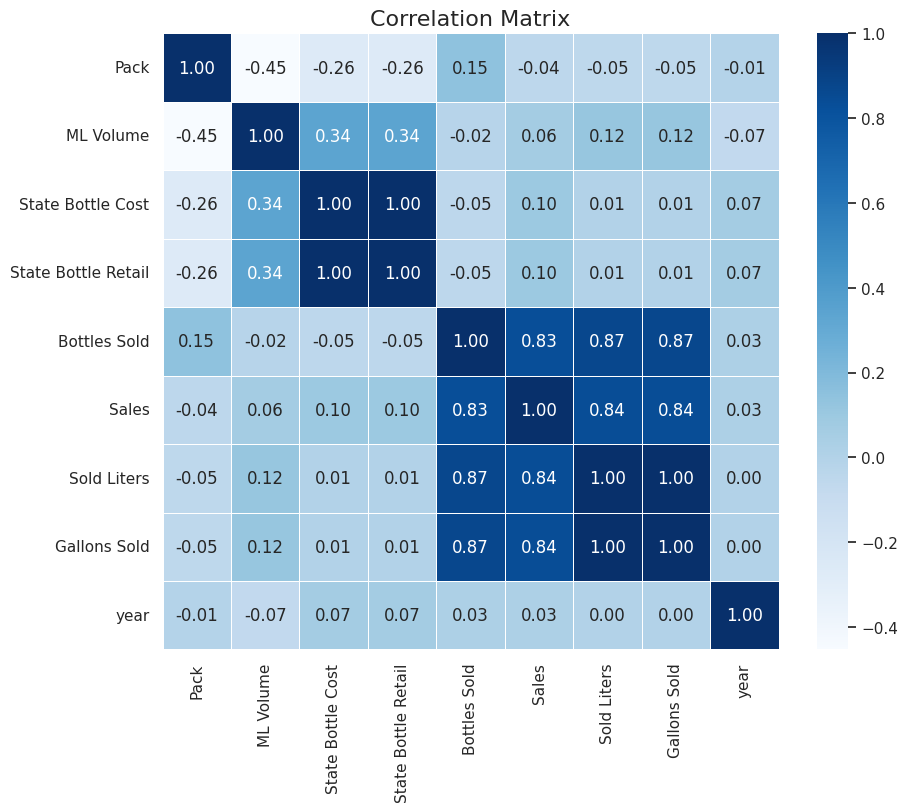 Correlation Matrix
Pack 1.00 -0.45 -0.26 -0.26 0.15 -0.04 -0.05 -0.05 -0.01
ML Volume -0.45 1.00 0.34 0.34 -0.02 0.06 0.12 0.12 -0.07
State Bottle Cost -0.26 0.34 1.00 1.00 -0.05 0.10 0.01 0.01 0.07
State Bottle Retail -0.26 0.34 1.00 1.00 -0.05 0.10 0.01 0.01 0.07
Bottles Sold 0.15 -0.02 -0.05 -0.05 1.00 0.83 0.87 0.87 0.03
Sales -0.04 0.06 0.10 0.10 0.83 1.00 0.84 0.84 0.03
Sold Liters -0.05 0.12 0.01 0.01 0.87 0.84 1.00 1.00 0.00
Gallons Sold -0.05 0.12 0.01 0.01 0.87 0.84 1.00 1.00 0.00
year -0.01 -0.07 0.07 0.07 0.03 0.03 0.00 0.00 1.00
Pack
ML Volume
State Bottle Cost
State Bottle Retail
Bottles Sold
Sales
Sold Liters
Gallons Sold
year
1.0
0.8
0.6
0.4
0.2
0.0
−0.2
−0.4